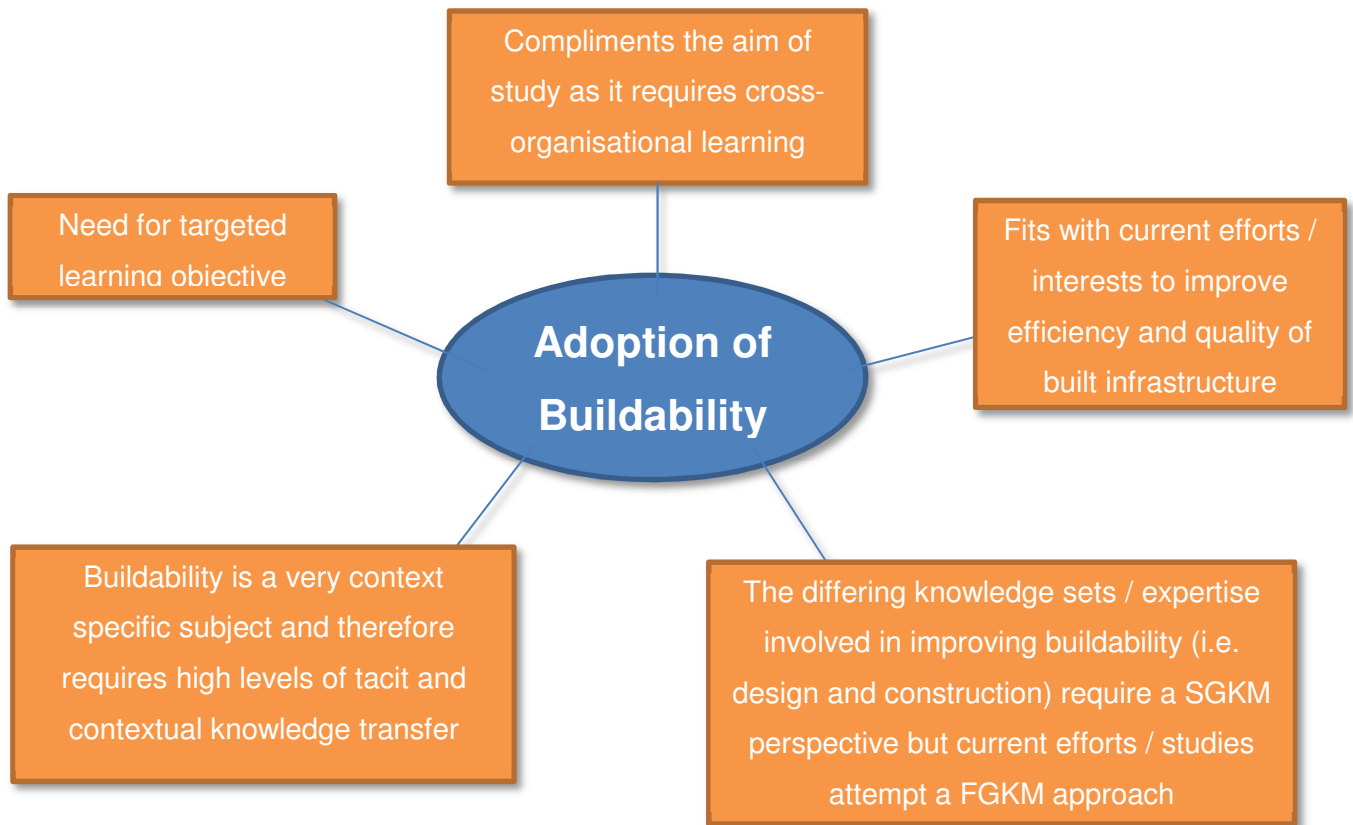 Compliments the aim of
study as it requires cross-
organisational learning
Need for targeted
learning objective
Fits with current efforts /
interests to improve
efficiency and quality of
built infrastructure
Adoption of
Buildability
Buildability is a very context
specific subject and therefore
requires high levels of tacit and
contextual knowledge transfer
The differing knowledge sets / expertise
involved in improving buildability (i.e.
design and construction) require a SGKM
perspective but current efforts / studies
attempt a FGKM approach